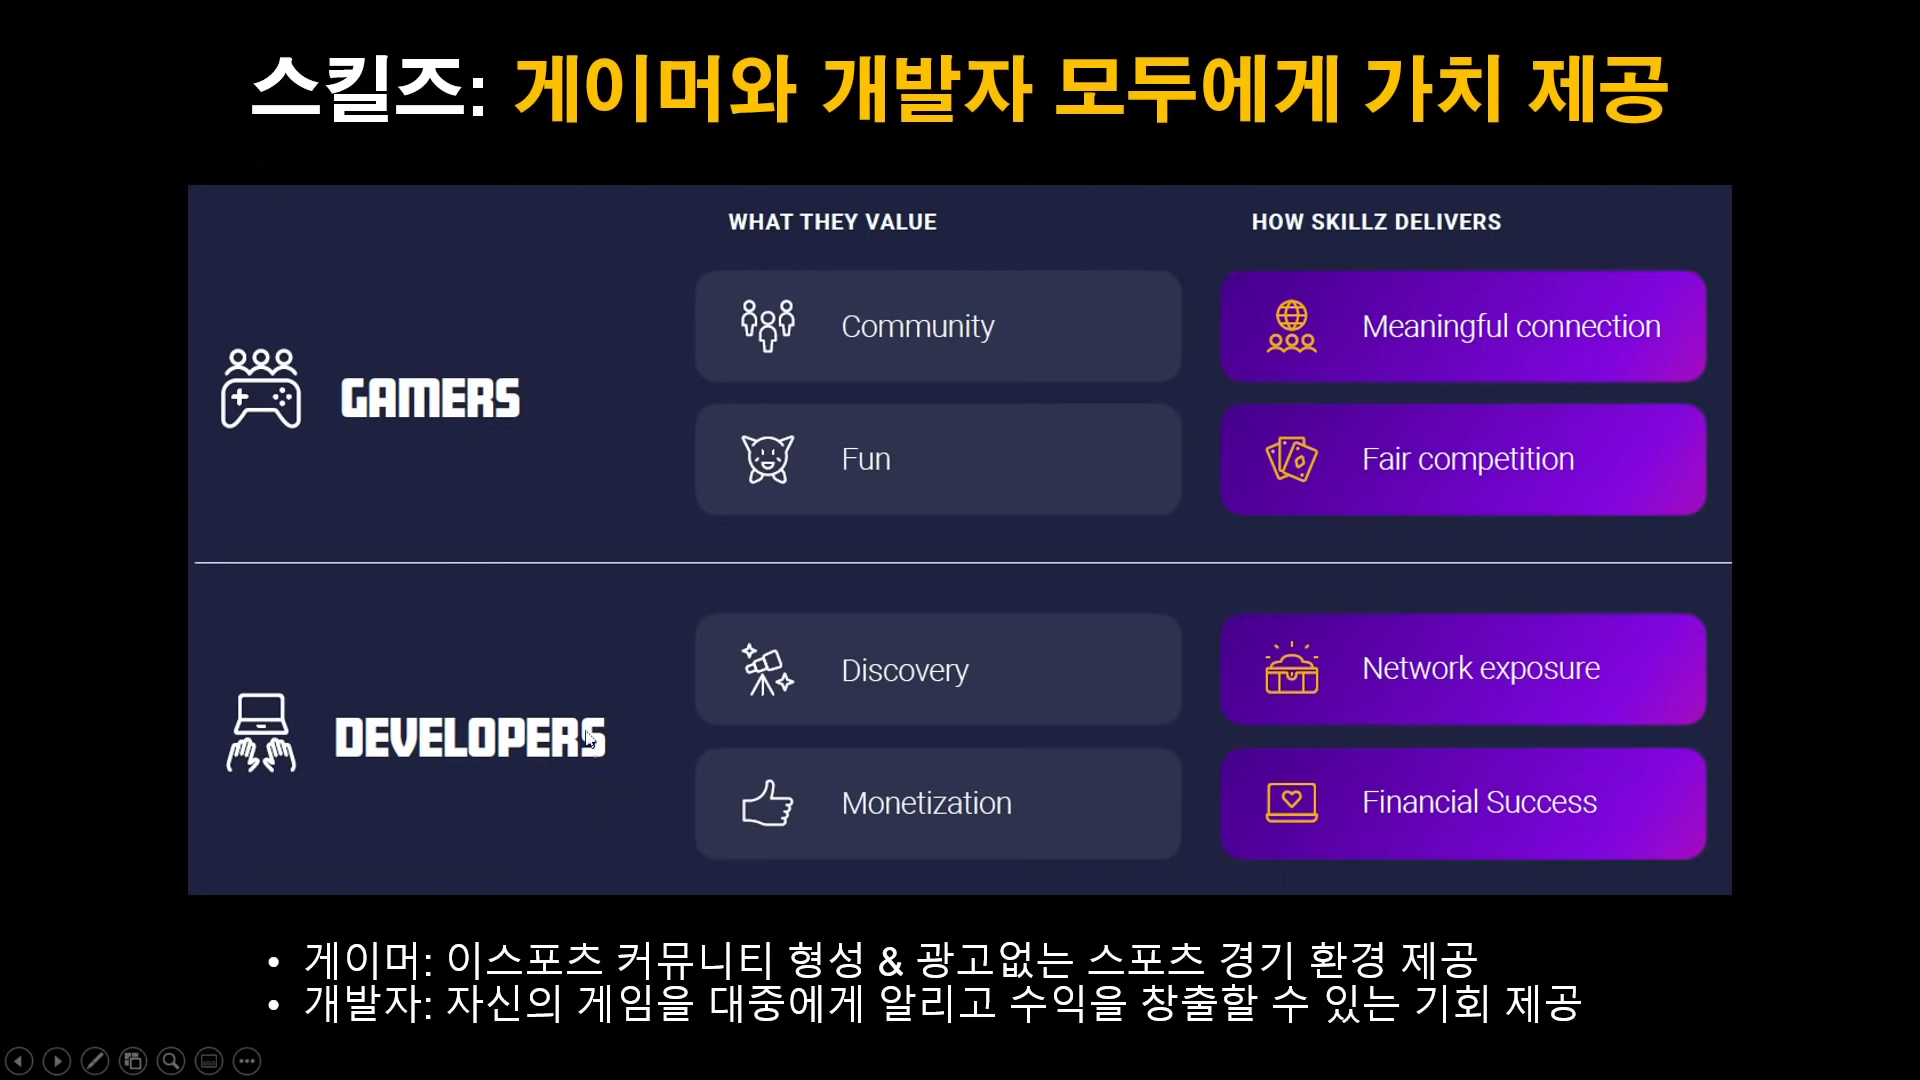 스킬즈: 게이머와 개발자 모두에게 가치 제공
WHAT THEY VALUE
HOW SKILLZ DELIVERS
GAMERS
Community
Meaningful connection
Fun
Fair competition
DEVELOPERS
Discovery
Network exposure
Monetization
Financial Success
• 게이머: 이스포츠 커뮤니티 형성 & 광고없는 스포츠 경기 환경 제공
• 개발자: 자신의 게임을 대중에게 알리고 수익을 창출할 수 있는 기회 제공